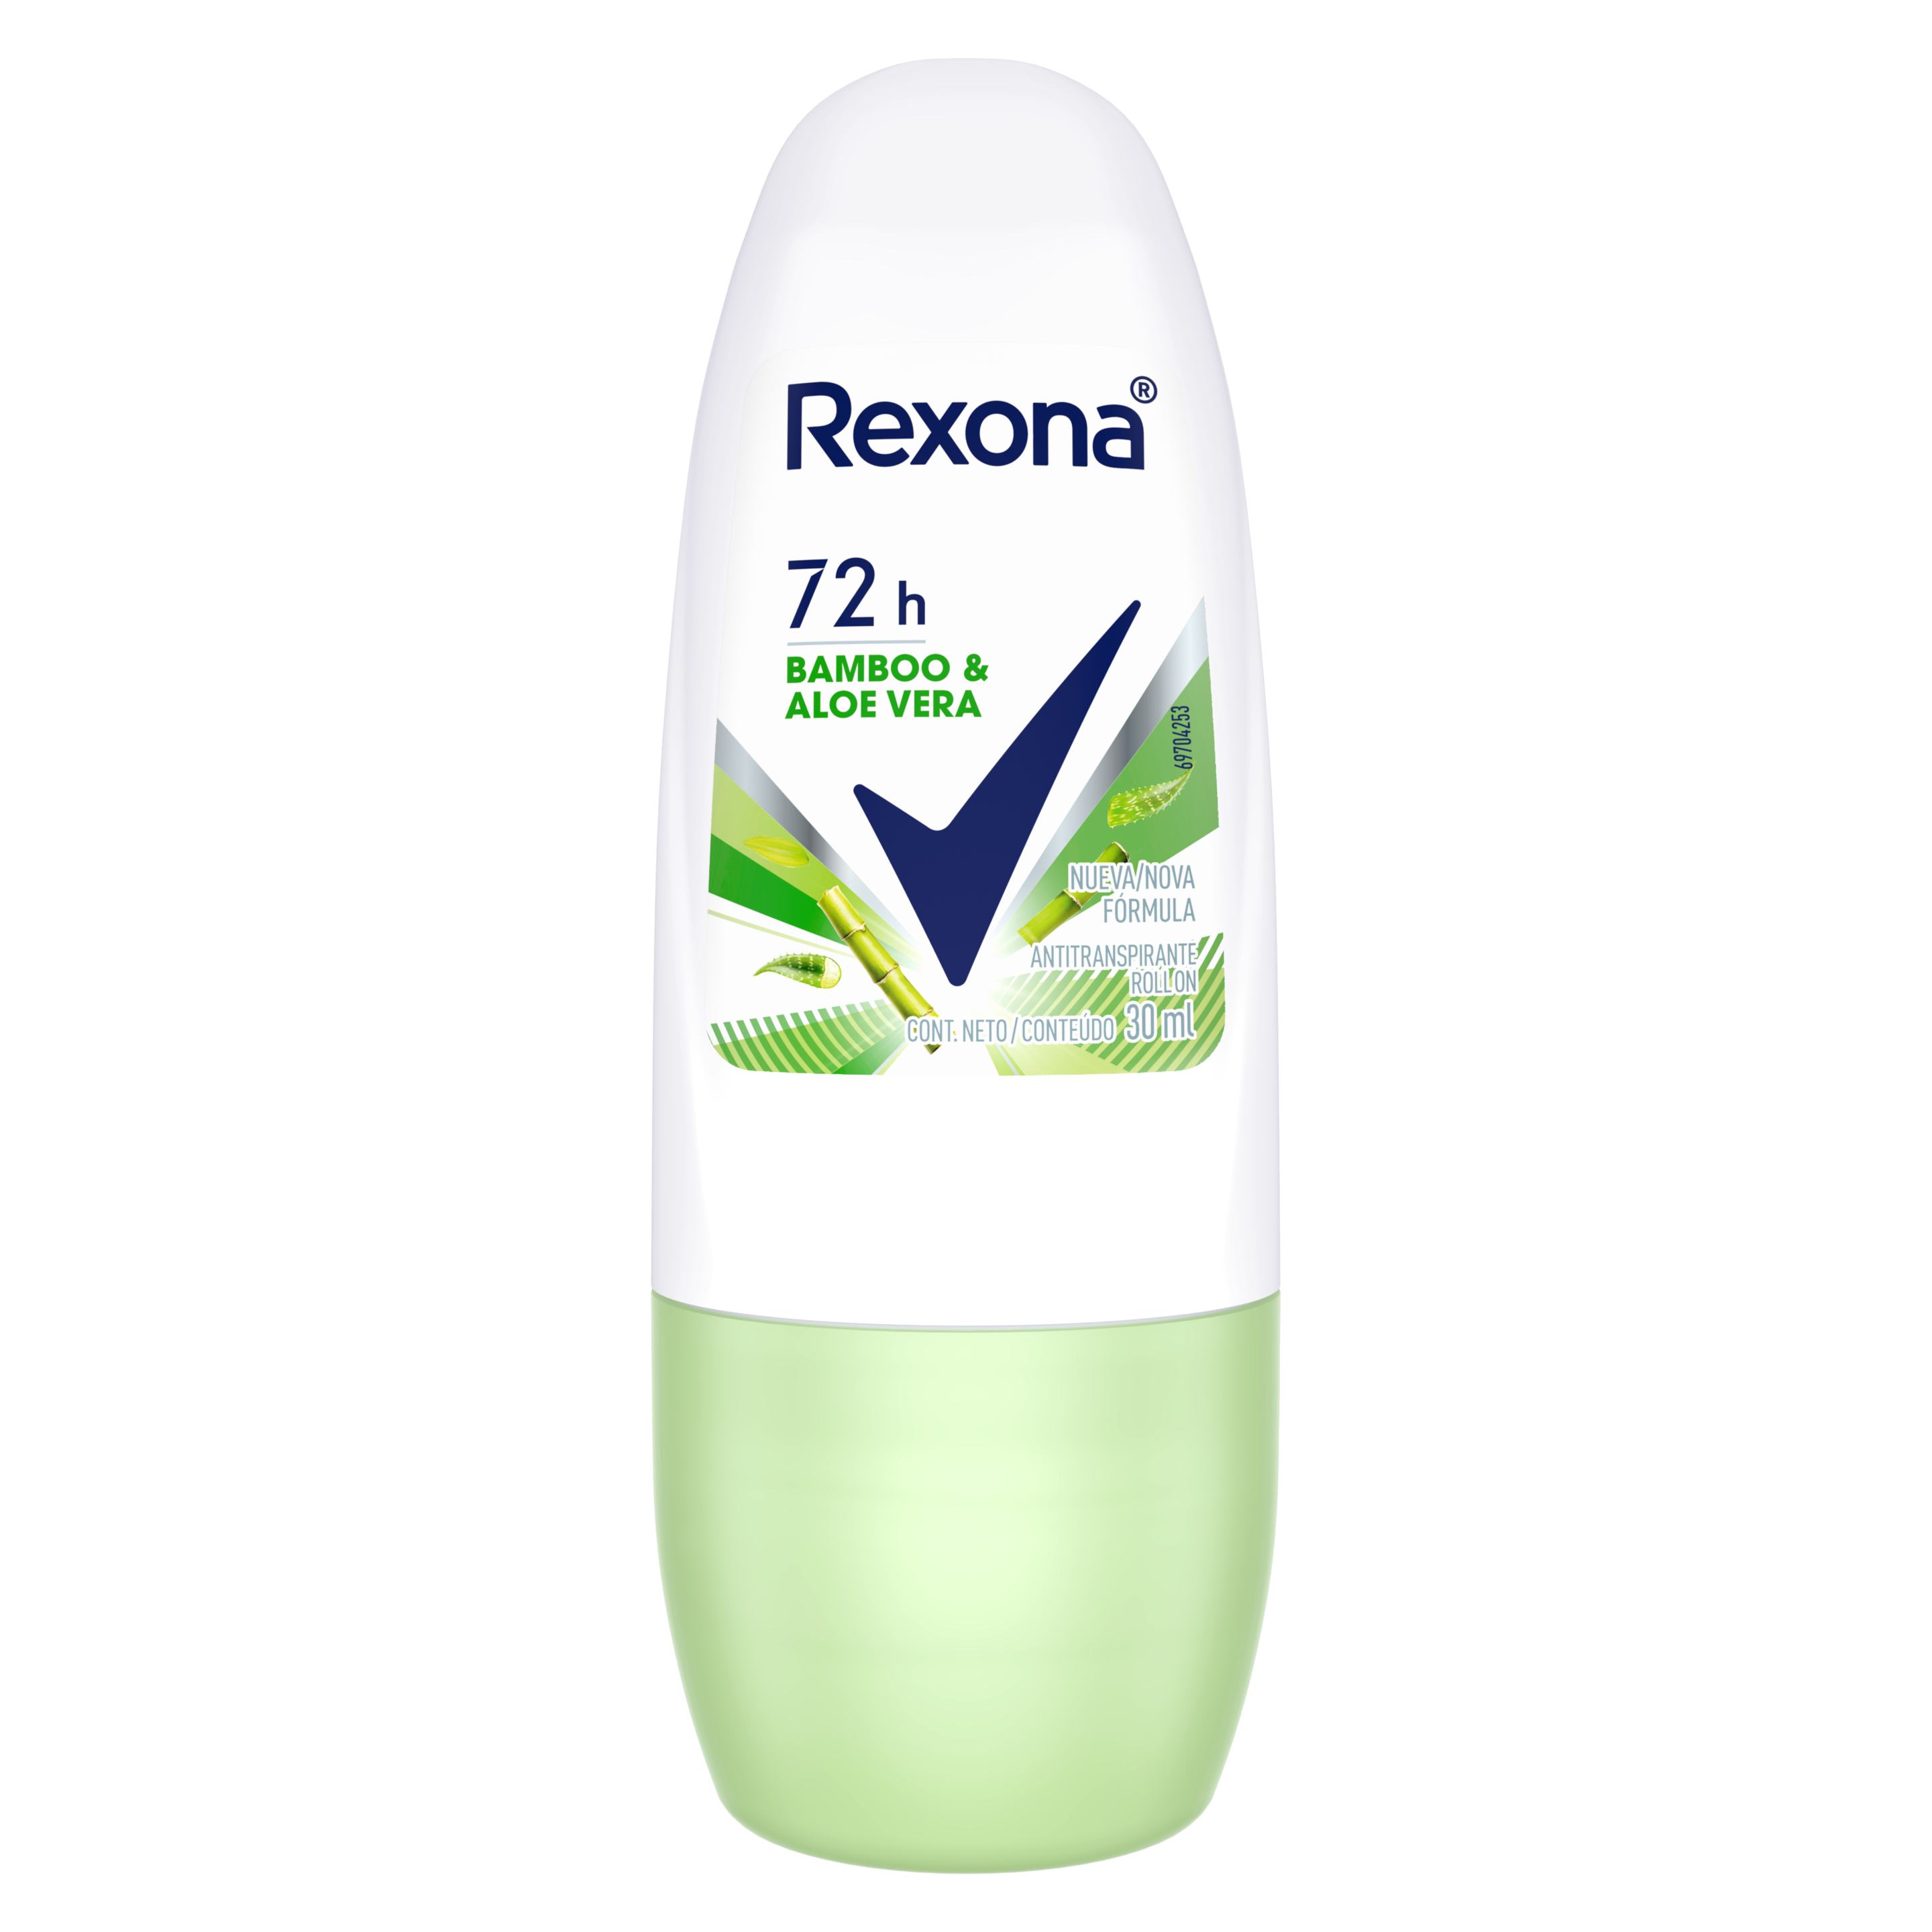 Rexona®
72 h
BAMBOO &
ALOE VERA
69704253
NUEVA/NOVA
FÓRMULA
ANTITRANSPIRANTE
ROLL ON
CONT. NETO / CONTEÚDO 30 ml